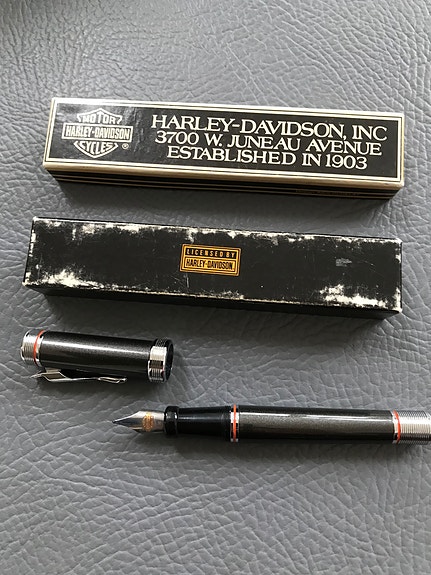 MOTOR
HARLEY-DAVIDSON
CYCLES
®
HARLEY-DAVIDSON, INC
3700 W. JUNEAU AVENUE
ESTABLISHED IN 1903
LICENSED BY
HARLEY-DAVIDSON